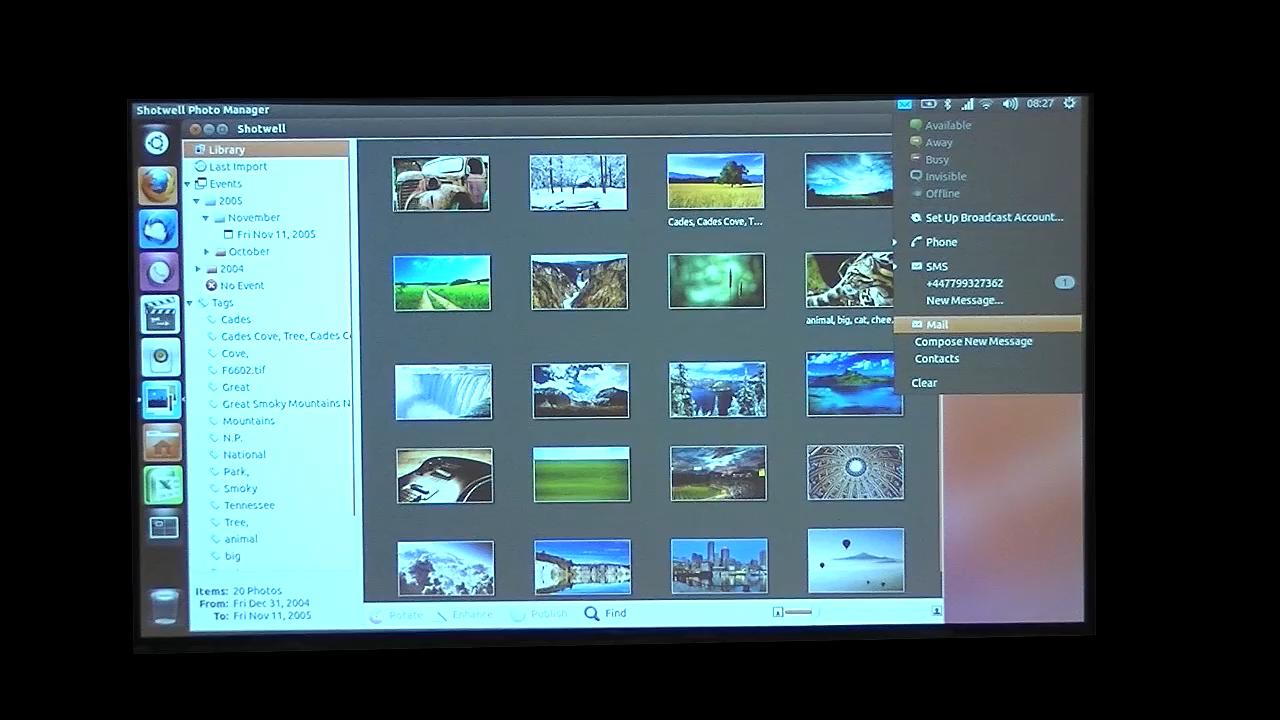 Shotwell Photo Manager
08:27
Shotwell
Library
Last Import
Events
2005
November
Fri Nov 11, 2005
October
2004
No Event
Tags
Cades
Cades Cove, Tree, Cades C
Cove,
F6602.tif
Great
Great Smoky Mountains N
Mountains
N.P.
National
Park,
Smoky
Tennessee
Tree,
animal
big
Items: 20 Photos
From: Fri Dec 31, 2004
To: Fri Nov 11, 2005
Cades, Cades Cove, T...
animal, big, cat, chee...
Rotate
Enhance
Publish
Find
Available
Away
Busy
Invisible
Offline
Set Up Broadcast Account...
Phone
SMS
+447799327362
1
New Message...
Mail
Compose New Message
Contacts
Clear